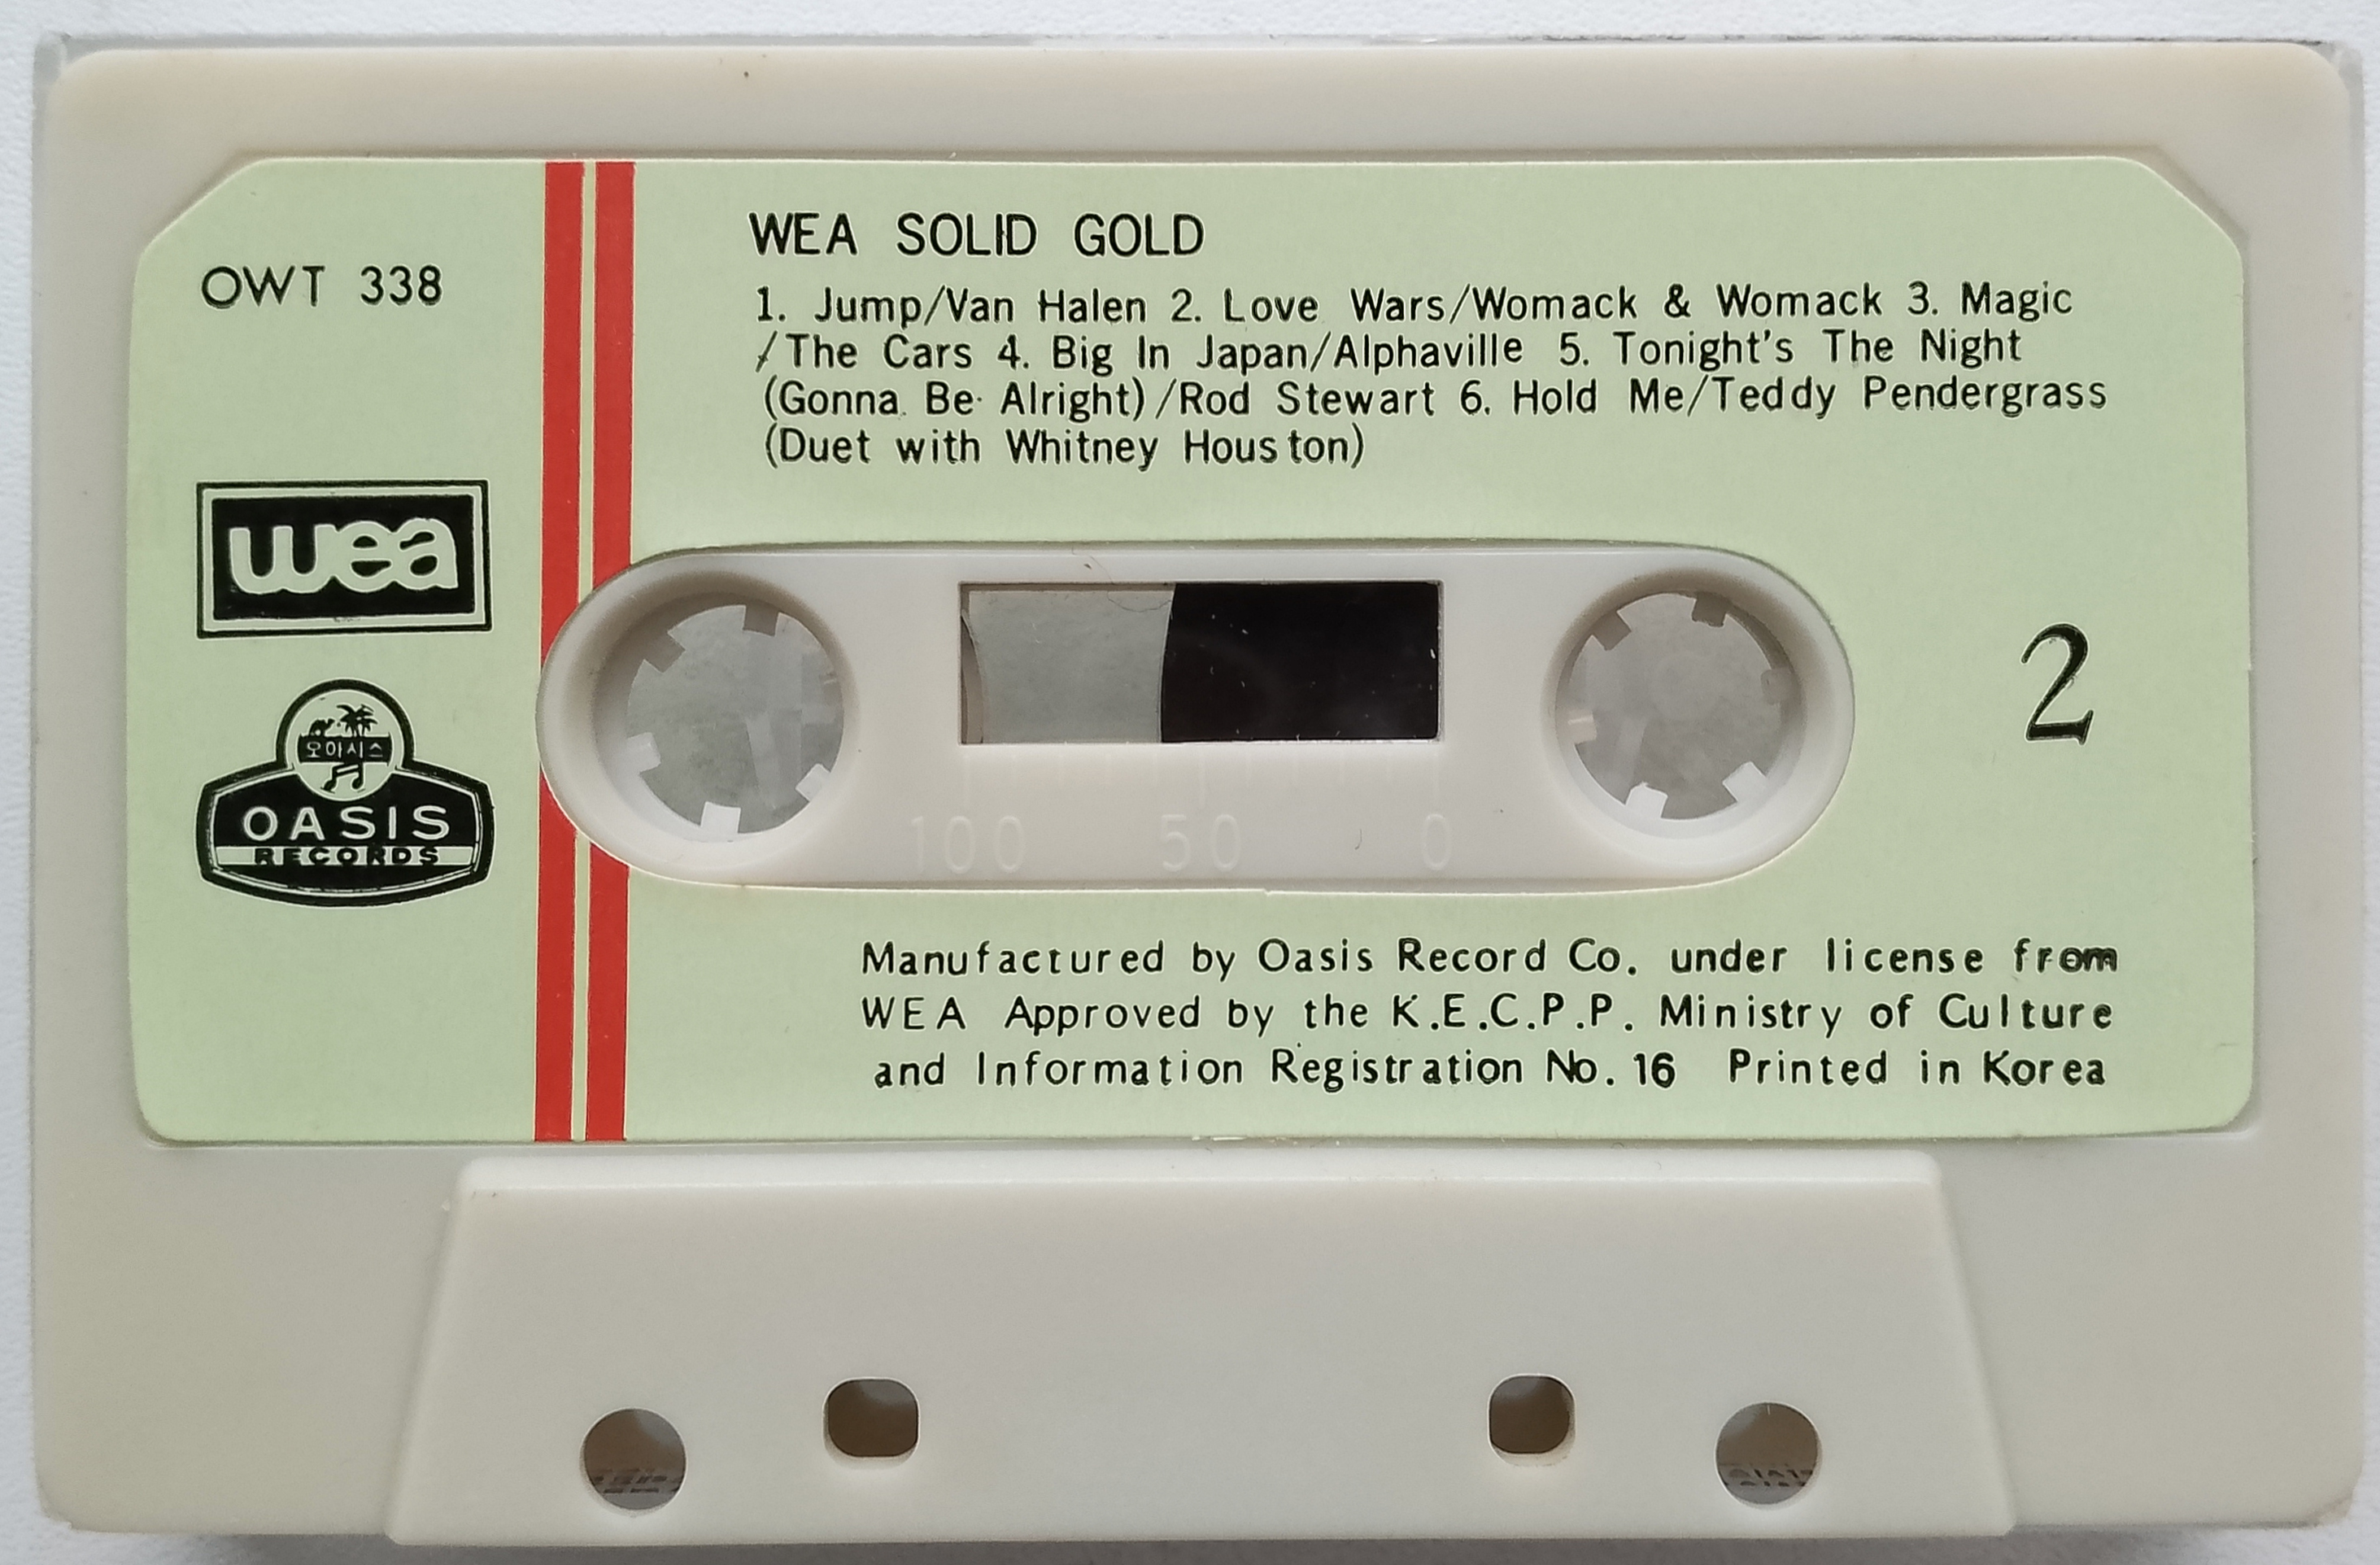 WEA SOLID GOLD
OWT 338
1. Jump/Van Halen 2. Love Wars/Womack & Womack 3. Magic
/The Cars 4. Big In Japan/Alphaville 5. Tonight's The Night
(Gonna Be Alright)/Rod Stewart 6. Hold Me/Teddy Pendergrass
(Duet with Whitney Houston)
wea
오아시스
OASIS
RECORDS
2
100 50 0
Manufactured by Oasis Record Co. under license from
WEA Approved by the K.E.C.P.P. Ministry of Culture
and Information Registration No. 16 Printed in Korea